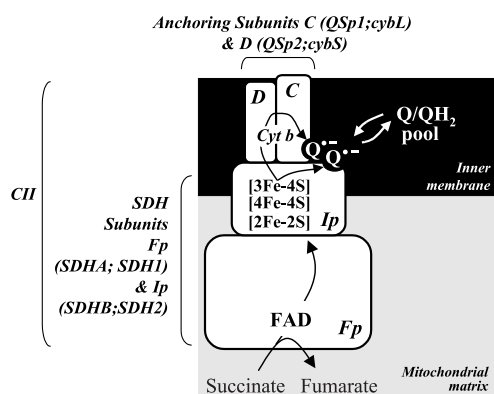 Anchoring Subunits C (QSp1;cybL)
& D (QSp2;cybS)
D
C
Cyt b
Q•−
Q•−
Q/QH2
pool
Inner
membrane
CII
SDH
Subunits
Fp
(SDHA; SDH1)
& Ip
(SDHB;SDH2)
[3Fe-4S]
[4Fe-4S]
[2Fe-2S]
Ip
FAD
Fp
Succinate
Fumarate
Mitochondrial
matrix